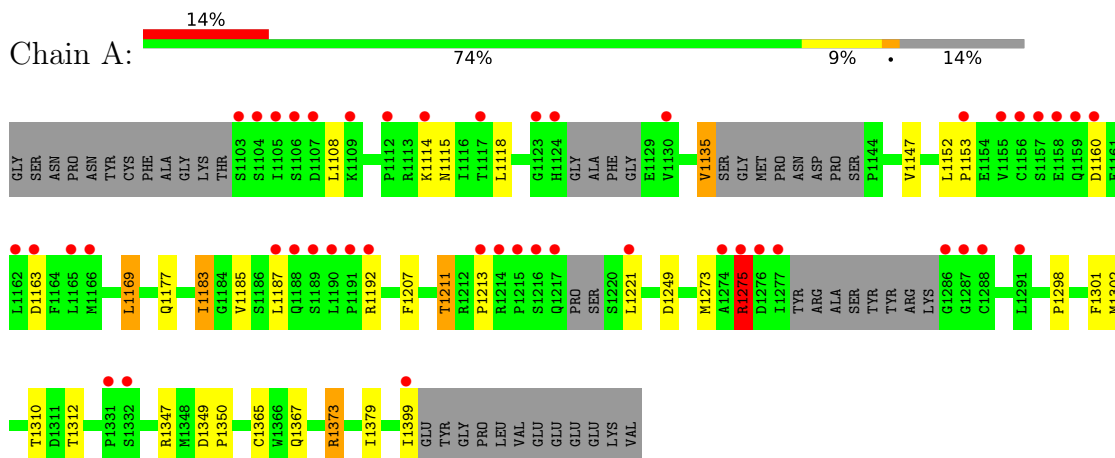 14%
Chain A:
74% 9% • 14%
GLY SER ASN PRO ASN TYR CYS PHE ALA GLY LYS THR S1103 S1104 I1105 S1106 D1107 L1108 K1109 P1112 R1113 K1114 N1115 I1116 T1117 L1118 G1123 H1124 GLY ALA PHE GLY E1129 V1130 V1135 SER GLY MET PRO ASN ASP PRO SER P1144 V1147 L1152 P1153 E1154 V1155 C1156 S1157 E1158 Q1159 D1160 E1161
L1162 D1163 F1164 L1165 M1166 L1169 Q1177 I1183 G1184 V1185 S1186 L1187 Q1188 S1189 L1190 P1191 R1192 F1207 T1211 R1212 P1213 R1214 P1215 S1216 Q1217 PRO SER S1220 L1221 D1249 M1273 A1274 R1275 D1276 I1277 TYR ARG ALA SER TYR TYR ARG LYS G1286 G1287 C1288 L1291 P1298 F1301 M1302
T1310 D1311 T1312 P1331 S1332 R1347 M1348 D1349 P1350 C1365 W1366 Q1367 R1373 I1379 I1399 GLU TYR GLY PRO LEU VAL GLU GLU GLU GLU LYS VAL